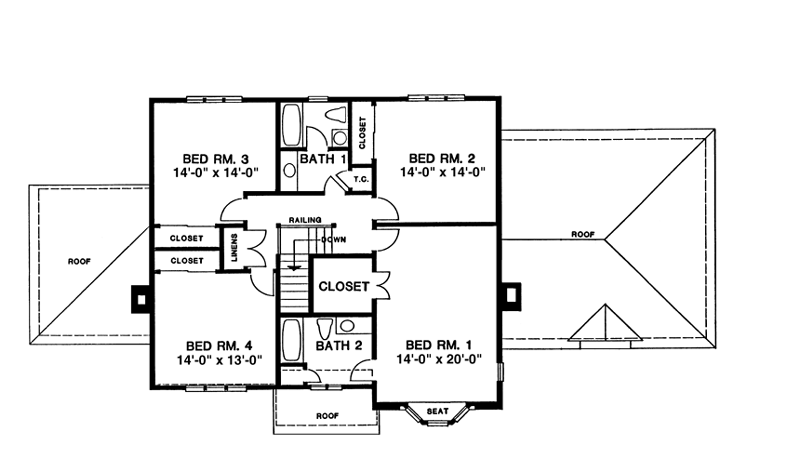 CLOSET
BED RM. 3
14'-0" x 14'-0"
BATH 1
BED RM. 2
14'-0" x 14'-0"
T.C.
RAILING
CLOSET
LINENS
DOWN
ROOF
ROOF
CLOSET
CLOSET
BED RM. 4
14'-0" x 13'-0"
BATH 2
BED RM. 1
14'-0" x 20'-0"
SEAT
ROOF